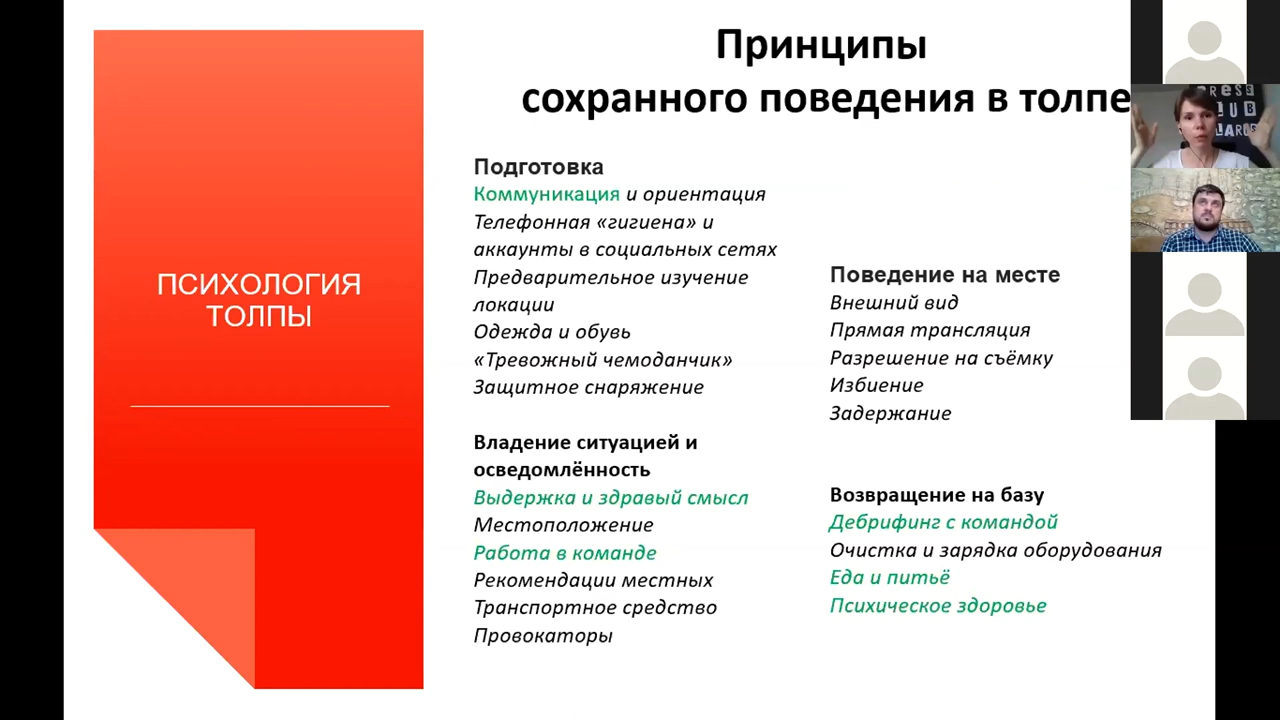 ПСИХОЛОГИЯ
ТОЛПЫ
Принципы
сохранного поведения в толпе
Подготовка
Коммуникация и ориентация
Телефонная «гигиена» и
аккаунты в социальных сетях
Предварительное изучение
локации
Одежда и обувь
«Тревожный чемоданчик»
Защитное снаряжение
Владение ситуацией и
осведомлённость
Выдержка и здравый смысл
Местоположение
Работа в команде
Рекомендации местных
Транспортное средство
Провокаторы
Поведение на месте
Внешний вид
Прямая трансляция
Разрешение на съёмку
Избиение
Задержание
Возвращение на базу
Дебрифинг с командой
Очистка и зарядка оборудования
Еда и питьё
Психическое здоровье